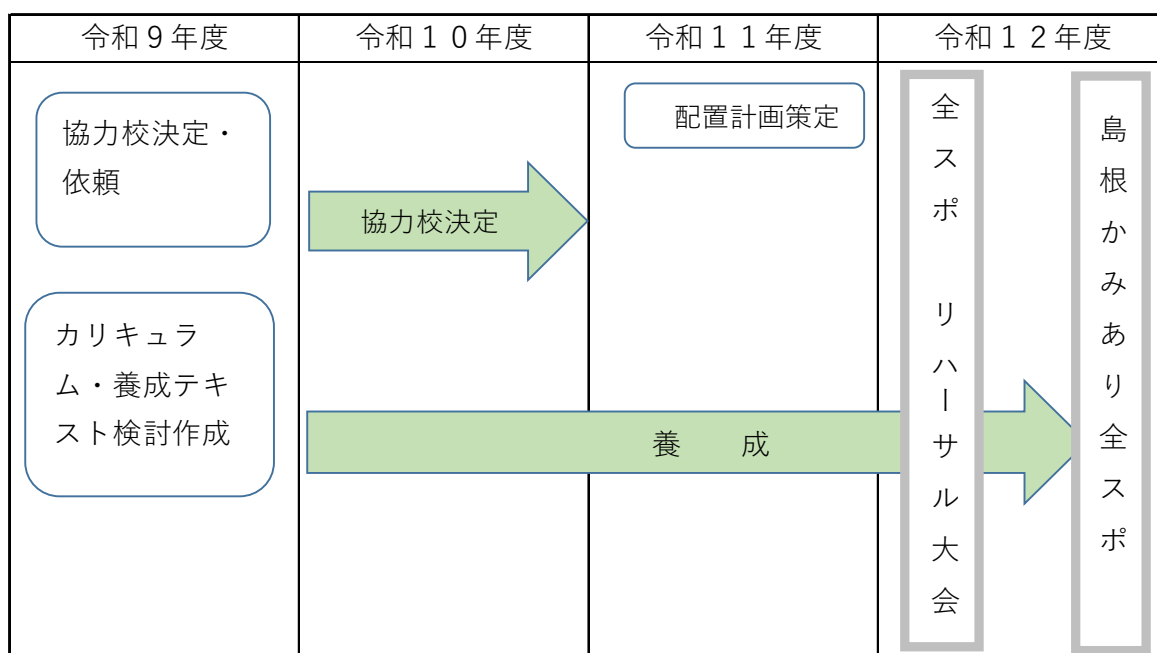 令和９年度
令和１０年度
令和１１年度
令和１２年度
協力校決定・
依頼
カリキュラ
ム・養成テキ
スト検討作成
協力校決定
配置計画策定
養　　成
全スポ　リハーサル大会
島根かみあり全スポ